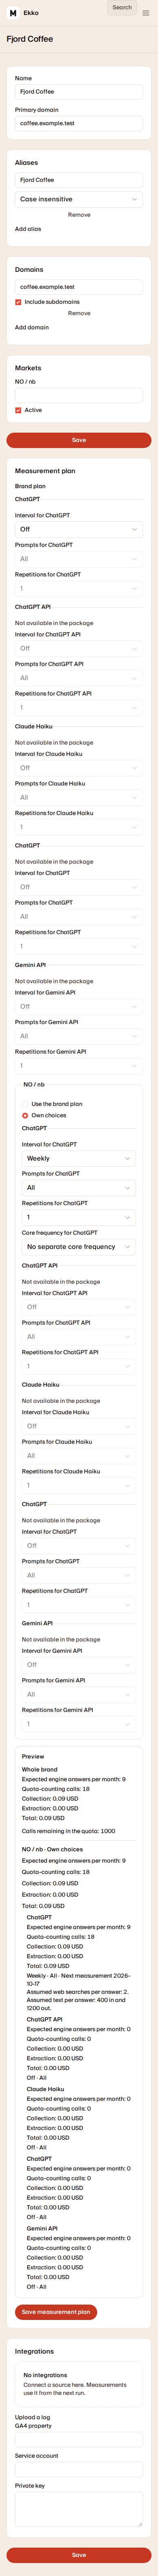 M
Ekko
Search
Fjord Coffee
Name
Fjord Coffee
Primary domain
coffee.example.test
Aliases
Fjord Coffee
Case insensitive
Remove
Add alias
Domains
coffee.example.test
Include subdomains
Remove
Add domain
Markets
NO / nb
Active
Save
Measurement plan
Brand plan
ChatGPT
Interval for ChatGPT
Off
Prompts for ChatGPT
All
Repetitions for ChatGPT
1
ChatGPT API
Not available in the package
Interval for ChatGPT API
Off
Prompts for ChatGPT API
All
Repetitions for ChatGPT API
1
Claude Haiku
Not available in the package
Interval for Claude Haiku
Off
Prompts for Claude Haiku
All
Repetitions for Claude Haiku
1
ChatGPT
Not available in the package
Interval for ChatGPT
Off
Prompts for ChatGPT
All
Repetitions for ChatGPT
1
Gemini API
Not available in the package
Interval for Gemini API
Off
Prompts for Gemini API
All
Repetitions for Gemini API
1
NO / nb
Use the brand plan
Own choices
ChatGPT
Interval for ChatGPT
Weekly
Prompts for ChatGPT
All
Repetitions for ChatGPT
1
Core frequency for ChatGPT
No separate core frequency
ChatGPT API
Not available in the package
Interval for ChatGPT API
Off
Prompts for ChatGPT API
All
Repetitions for ChatGPT API
1
Claude Haiku
Not available in the package
Interval for Claude Haiku
Off
Prompts for Claude Haiku
All
Repetitions for Claude Haiku
1
ChatGPT
Not available in the package
Interval for ChatGPT
Off
Prompts for ChatGPT
All
Repetitions for ChatGPT
1
Gemini API
Not available in the package
Interval for Gemini API
Off
Prompts for Gemini API
All
Repetitions for Gemini API
1
Preview
Whole brand
Expected engine answers per month: 9
Quota-counting calls: 18
Collection: 0.09 USD
Extraction: 0.00 USD
Total: 0.09 USD
Calls remaining in the quota: 1000
NO / nb · Own choices
Expected engine answers per month: 9
Quota-counting calls: 18
Collection: 0.09 USD
Extraction: 0.00 USD
Total: 0.09 USD
ChatGPT
Expected engine answers per month: 9
Quota-counting calls: 18
Collection: 0.09 USD
Extraction: 0.00 USD
Total: 0.09 USD
Weekly · All · Next measurement 2026-
10-17
Assumed web searches per answer: 2.
Assumed text per answer: 400 in and
1200 out.
ChatGPT API
Expected engine answers per month: 0
Quota-counting calls: 0
Collection: 0.00 USD
Extraction: 0.00 USD
Total: 0.00 USD
Off · All
Claude Haiku
Expected engine answers per month: 0
Quota-counting calls: 0
Collection: 0.00 USD
Extraction: 0.00 USD
Total: 0.00 USD
Off · All
ChatGPT
Expected engine answers per month: 0
Quota-counting calls: 0
Collection: 0.00 USD
Extraction: 0.00 USD
Total: 0.00 USD
Off · All
Gemini API
Expected engine answers per month: 0
Quota-counting calls: 0
Collection: 0.00 USD
Extraction: 0.00 USD
Total: 0.00 USD
Off · All
Save measurement plan
Integrations
No integrations
Connect a source here. Measurements
use it from the next run.
Upload a log
GA4 property
Service account
Private key
Save